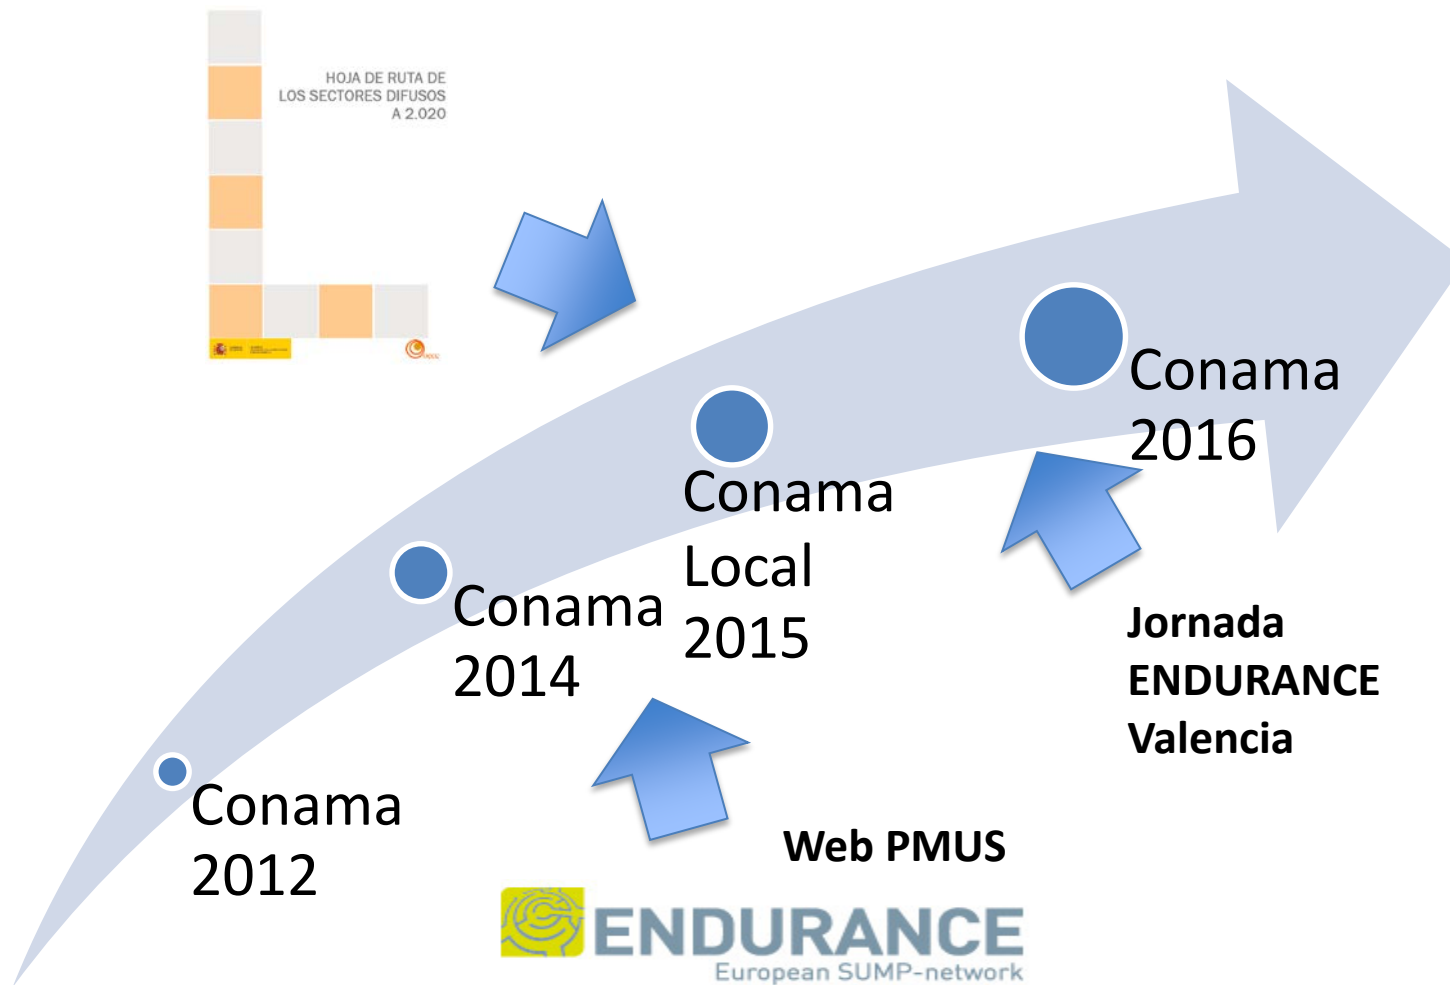 HOJA DE RUTA DE
LOS SECTORES DIFUSOS
A 2.020
Conama
2016
Conama
Local
2015
Conama
2014
Conama
2012
Jornada
ENDURANCE
Valencia
Web PMUS
ENDURANCE
European SUMP-network